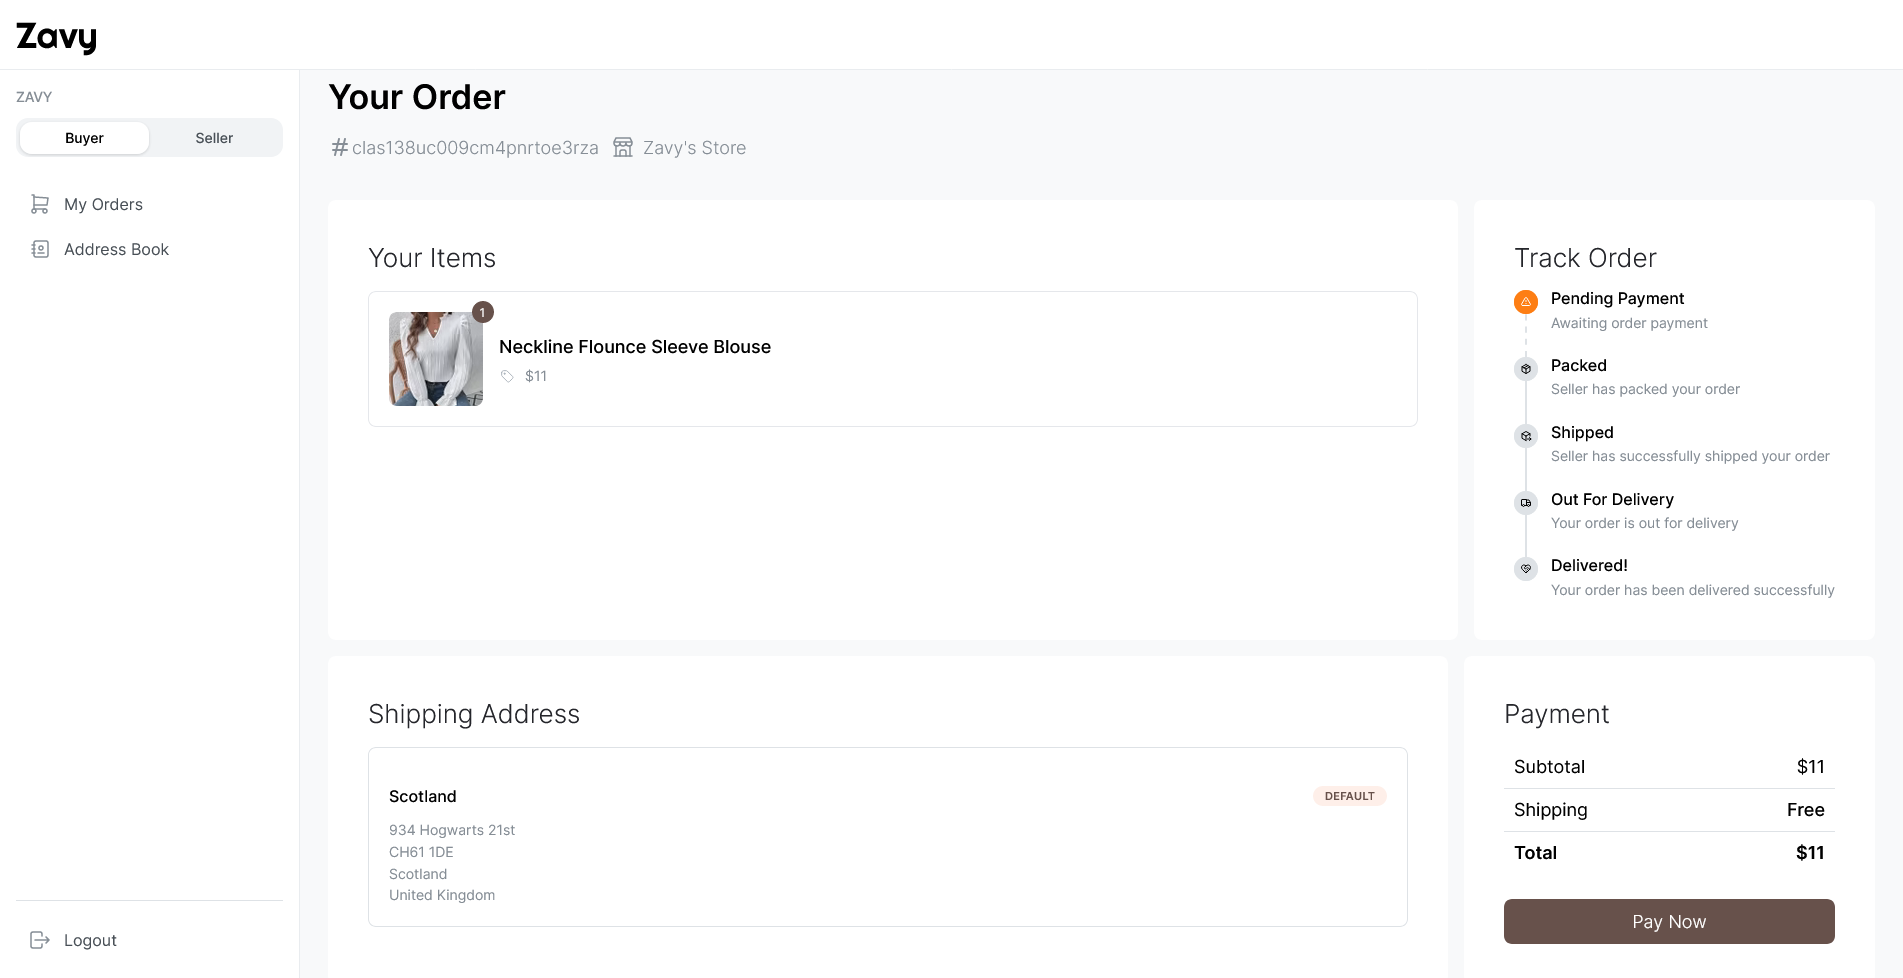 Zavy
ZAVY
Buyer
Seller
My Orders
Address Book
Logout
Your Order
#clas138uc009cm4pnrtoe3rza
Zavy's Store
Your Items
1
Neckline Flounce Sleeve Blouse
$11
Track Order
Pending Payment
Awaiting order payment
Packed
Seller has packed your order
Shipped
Seller has successfully shipped your order
Out For Delivery
Your order is out for delivery
Delivered!
Your order has been delivered successfully
Shipping Address
Scotland
DEFAULT
934 Hogwarts 21st
CH61 1DE
Scotland
United Kingdom
Payment
Subtotal $11
Shipping Free
Total $11
Pay Now